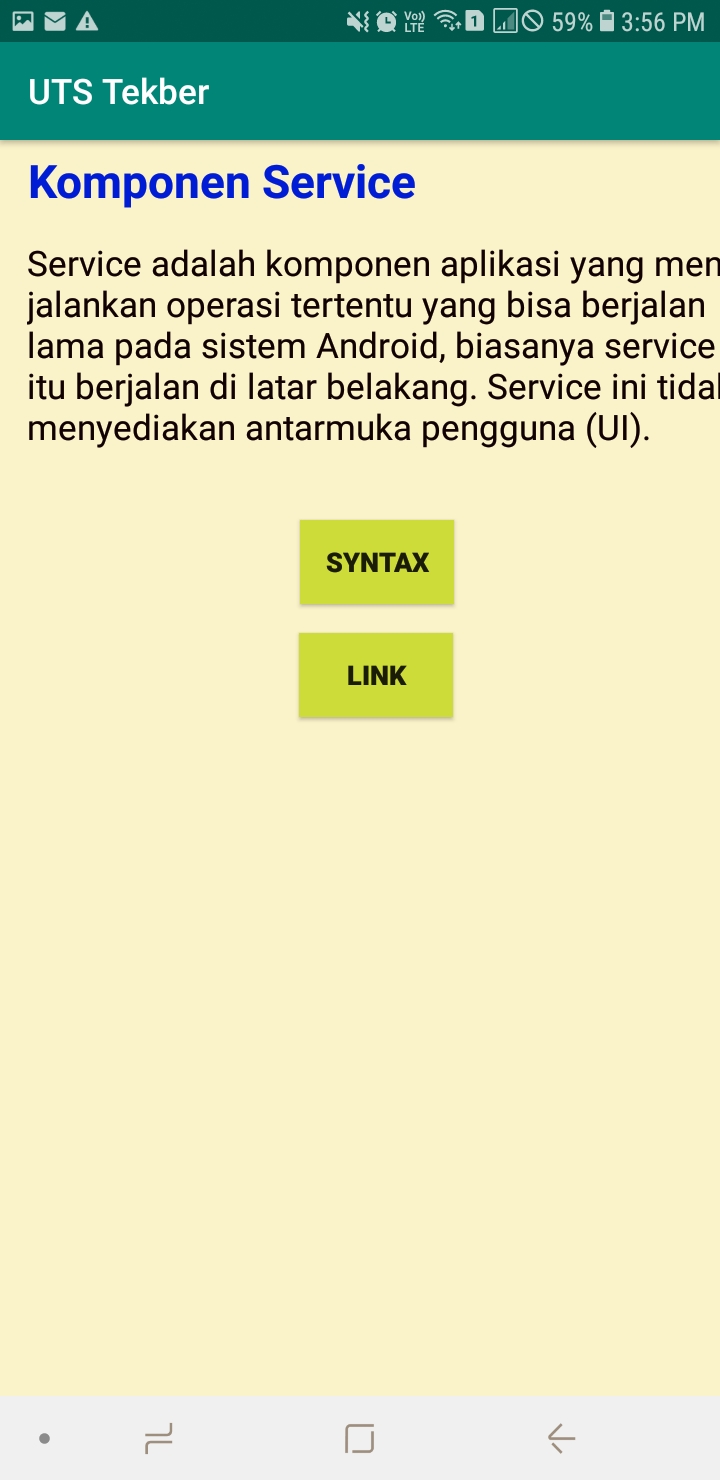 Vo))
LTE
1
59%
3:56 PM
UTS Tekber
Komponen Service
Service adalah komponen aplikasi yang men
jalankan operasi tertentu yang bisa berjalan
lama pada sistem Android, biasanya service
itu berjalan di latar belakang. Service ini tidak
menyediakan antarmuka pengguna (UI).
SYNTAX
LINK